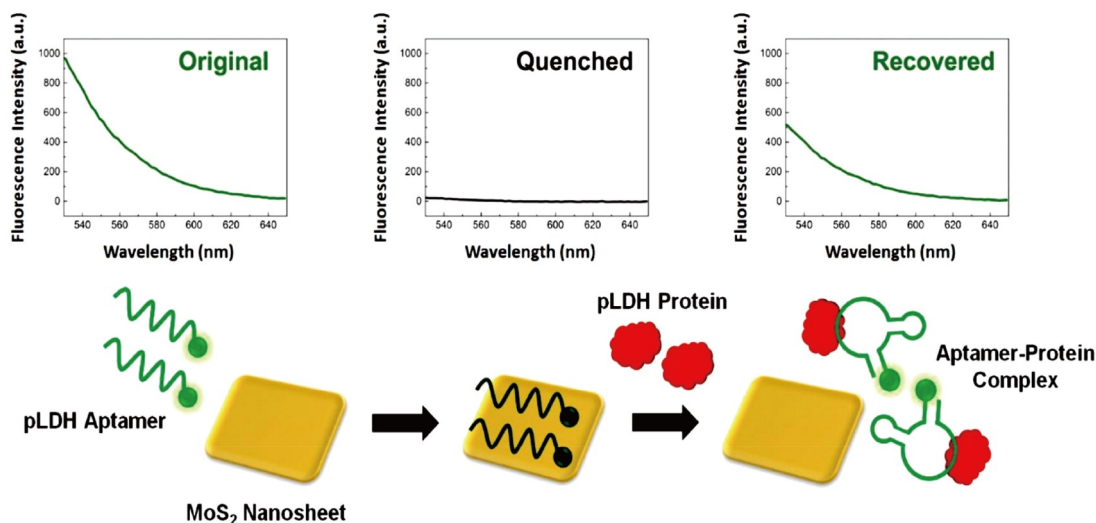 Original
Fluorescence Intensity (a.u.)
1000
800
600
400
200
0
540 560 580 600 620 640
Wavelength (nm)
Quenched
Fluorescence Intensity (a.u.)
1000
800
600
400
200
0
540 560 580 600 620 640
Wavelength (nm)
Recovered
Fluorescence Intensity (a.u.)
1000
800
600
400
200
0
540 560 580 600 620 640
Wavelength (nm)
pLDH Aptamer
MoS₂ Nanosheet
pLDH Protein
Aptamer-Protein
Complex